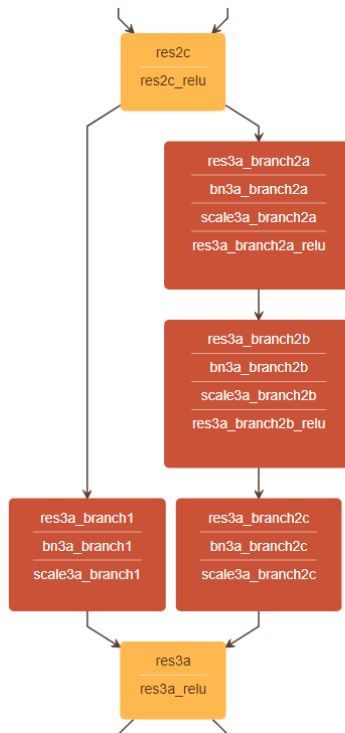 res2c
res2c_relu
res3a_branch2a
bn3a_branch2a
scale3a_branch2a
res3a_branch2a_relu
res3a_branch2b
bn3a_branch2b
scale3a_branch2b
res3a_branch2b_relu
res3a_branch1
bn3a_branch1
scale3a_branch1
res3a_branch2c
bn3a_branch2c
scale3a_branch2c
res3a
res3a_relu